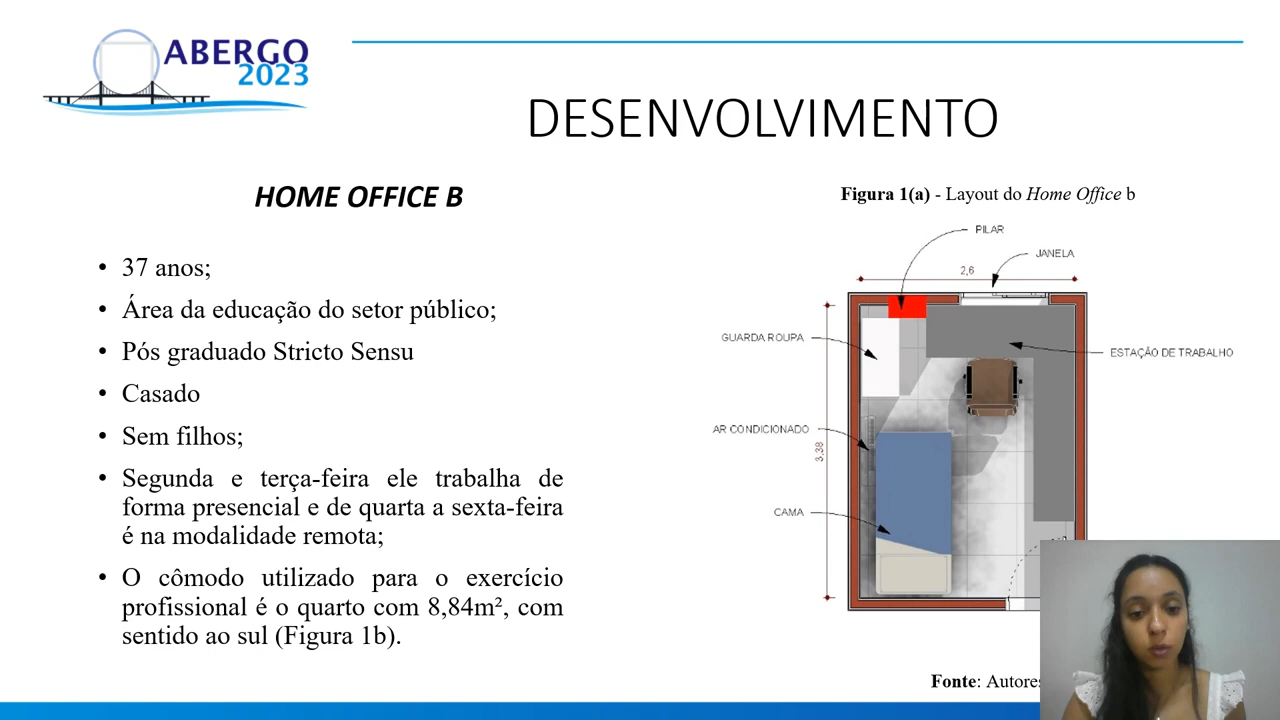 ABERGO
2023
DESENVOLVIMENTO
HOME OFFICE B
• 37 anos;
• Área da educação do setor público;
• Pós graduado Stricto Sensu
• Casado
• Sem filhos;
• Segunda e terça-feira ele trabalha de
forma presencial e de quarta a sexta-feira
é na modalidade remota;
• O cômodo utilizado para o exercício
profissional é o quarto com 8,84m², com
sentido ao sul (Figura 1b).
Figura 1(a) - Layout do Home Office b
PILAR
JANELA
2,6
GUARDA ROUPA
ESTAÇÃO DE TRABALHO
AR CONDICIONADO
3,38
CAMA
Fonte: Autores